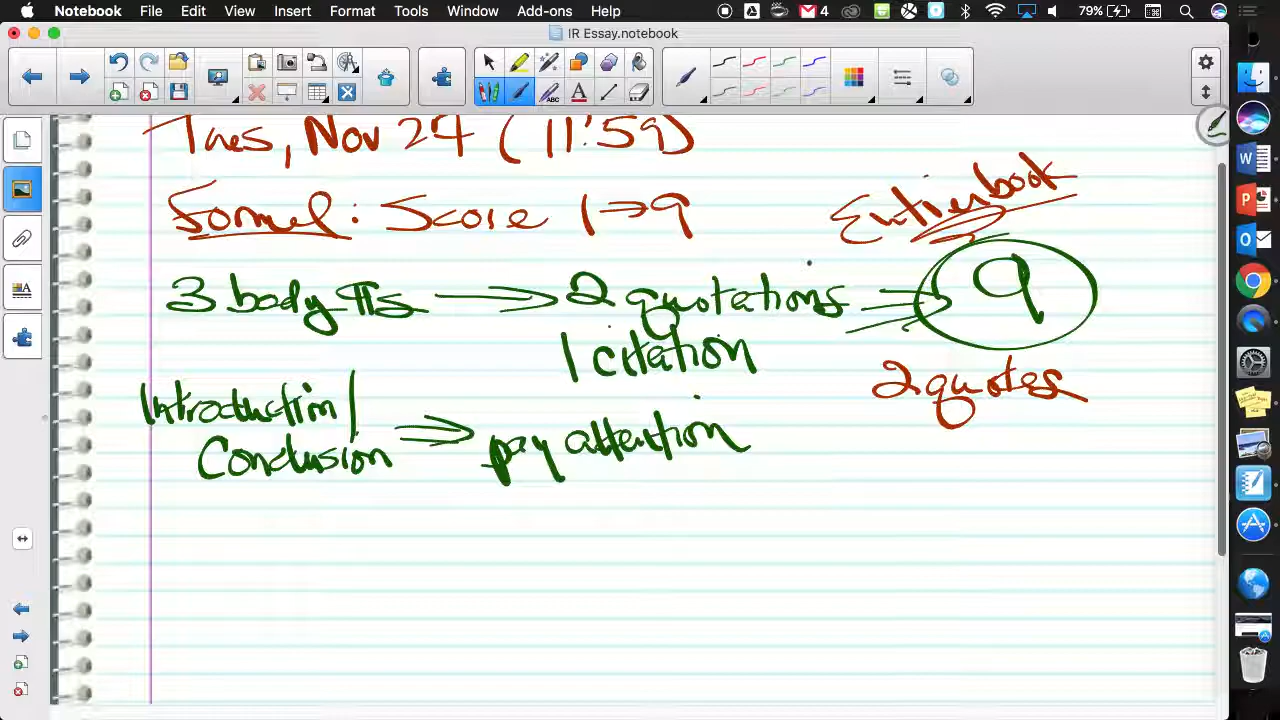 Notebook File Edit View Insert Format Tools Window Add-ons Help 4 79%
IR Essay.notebook
Tues, Nov 24 (11:59)
Formal: Score 1→9
Entire book
3 body ¶s → 2 quotations ⇒ 9
1 citation
2 quotes
Introduction/
Conclusion ⇒ pay attention